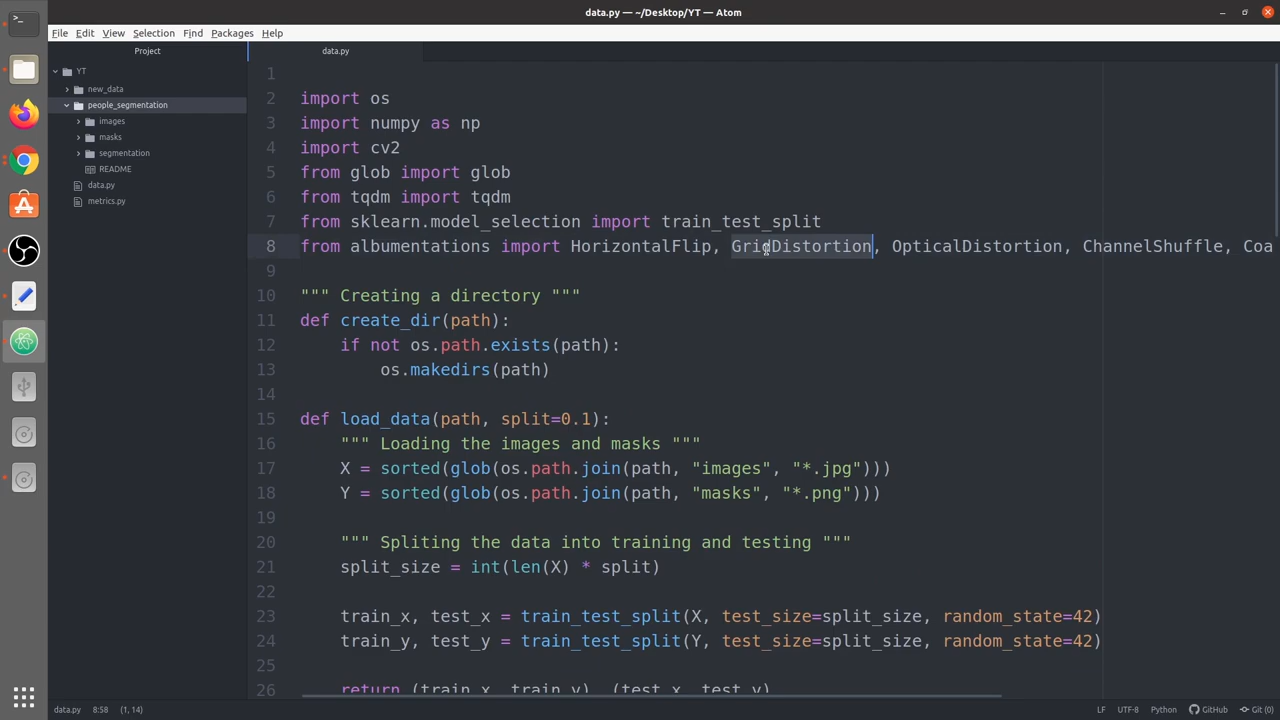 data.py — ~/Desktop/YT — Atom
File Edit View Selection Find Packages Help
Project
data.py
YT
new_data
people_segmentation
images
masks
segmentation
README
data.py
metrics.py
1
2 import os
3 import numpy as np
4 import cv2
5 from glob import glob
6 from tqdm import tqdm
7 from sklearn.model_selection import train_test_split
8 from albumentations import HorizontalFlip, GridDistortion, OpticalDistortion, ChannelShuffle, Coa
9
10 """ Creating a directory """
11 def create_dir(path):
12 if not os.path.exists(path):
13 os.makedirs(path)
14
15 def load_data(path, split=0.1):
16 """ Loading the images and masks """
17 X = sorted(glob(os.path.join(path, "images", "*.jpg")))
18 Y = sorted(glob(os.path.join(path, "masks", "*.png")))
19
20 """ Spliting the data into training and testing """
21 split_size = int(len(X) * split)
22
23 train_x, test_x = train_test_split(X, test_size=split_size, random_state=42)
24 train_y, test_y = train_test_split(Y, test_size=split_size, random_state=42)
25
26 return (train_x, train_y), (test_x, test_y)
data.py 8:58 (1, 14) LF UTF-8 Python GitHub Git (0)